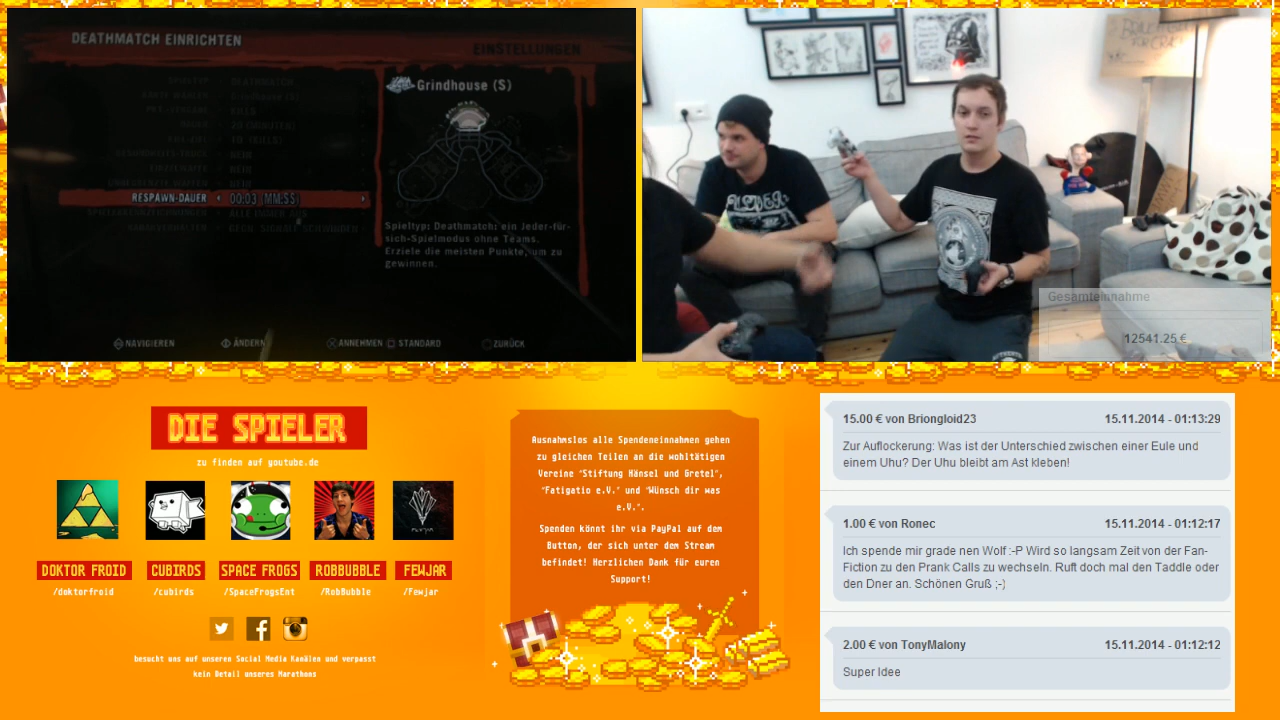 DEATHMATCH EINRICHTEN
EINSTELLUNGEN
Grindhouse (S)
RESPAWN-DAUER 00:03 (MM:SS)
Spieltyp: Deathmatch: ein Jeder-für-
sich-Spielmodus ohne Teams.
Erziele die meisten Punkte, um zu
gewinnen.
NAVIGIEREN ÄNDERN ANNEHMEN STANDARD ZURÜCK
Gesamteinnahme
12541.25 €
DIE SPIELER
zu finden auf youtube.de
DOKTOR FROID CUBIRDS SPACE FROGS ROBBUBBLE FEWJAR
/doktorfroid /cubirds /SpaceFrogsEnt /RobBubble /Fewjar
besucht uns auf unseren Social Media Kanälen und verpasst
kein Detail unseres Marathons
Ausnahmslos alle Spendeneinnahmen gehen
zu gleichen Teilen an die wohltätigen
Vereine "Stiftung Hänsel und Gretel",
"Fatigatio e.V." und "Wünsch dir was
e.V.".
Spenden könnt ihr via PayPal auf dem
Button, der sich unter dem Stream
befindet! Herzlichen Dank für euren
Support!
15.00 € von Briongloid23 15.11.2014 - 01:13:29
Zur Auflockerung: Was ist der Unterschied zwischen einer Eule und
einem Uhu? Der Uhu bleibt am Ast kleben!
1.00 € von Ronec 15.11.2014 - 01:12:17
Ich spende mir grade nen Wolf :-P Wird so langsam Zeit von der Fan-
Fiction zu den Prank Calls zu wechseln. Ruft doch mal den Taddle oder
den Dner an. Schönen Gruß ;-)
2.00 € von TonyMalony 15.11.2014 - 01:12:12
Super Idee